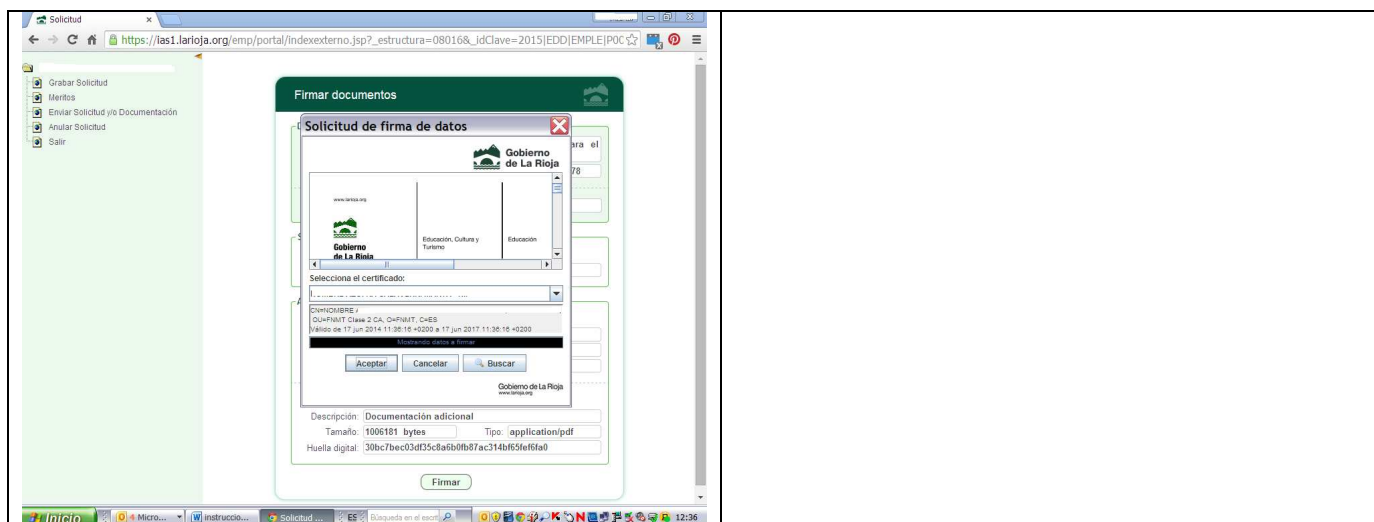 Solicitud
https://ias1.larioja.org/emp/portal/indexexterno.jsp?_estructura=08016&_idClave=2015|EDD|EMPLE|P0C
Grabar Solicitud
Meritos
Enviar Solicitud y/o Documentación
Anular Solicitud
Salir
Firmar documentos
Solicitud de firma de datos
ara el
78
Gobierno
de La Rioja
www.larioja.org
Gobierno
de La Rioja
Educación, Cultura y
Turismo
Educación
Selecciona el certificado:
CN=NOMBRE
OU=FNMT Clase 2 CA, O=FNMT, C=ES
Válido de 17 jun 2014 11:36:16 +0200 a 17 jun 2017 11:36:16 +0200
Mostrando datos a firmar
Aceptar Cancelar Buscar
Gobierno de La Rioja
www.larioja.org
Descripción: Documentación adicional
Tamaño: 1006181 bytes Tipo: application/pdf
Huella digital: 30bc7bec03df35c8a6b0fb87ac314bf65fef6fa0
Firmar
Inicio 4 Micro... instruccio... Solicitud ... ES Búsqueda en el escrit 12:36